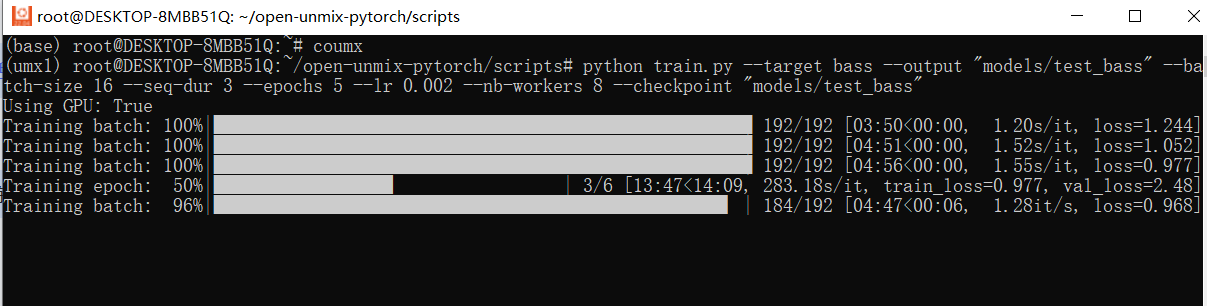 root@DESKTOP-8MBB51Q: ~/open-unmix-pytorch/scripts
(base) root@DESKTOP-8MBB51Q:~# coumx
(umx1) root@DESKTOP-8MBB51Q:~/open-unmix-pytorch/scripts# python train.py --target bass --output "models/test_bass" --ba
tch-size 16 --seq-dur 3 --epochs 5 --lr 0.002 --nb-workers 8 --checkpoint "models/test_bass"
Using GPU: True
Training batch: 100%| | 192/192 [03:50<00:00, 1.20s/it, loss=1.244]
Training batch: 100%| | 192/192 [04:51<00:00, 1.52s/it, loss=1.052]
Training batch: 100%| | 192/192 [04:56<00:00, 1.55s/it, loss=0.977]
Training epoch: 50%| | 3/6 [13:47<14:09, 283.18s/it, train_loss=0.977, val_loss=2.48]
Training batch: 96%| | 184/192 [04:47<00:06, 1.28it/s, loss=0.968]